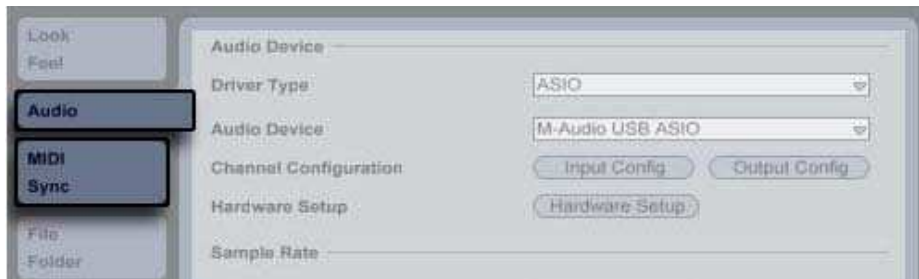 Look
Feel
Audio
MIDI
Sync
File
Folder
Audio Device
Driver Type
ASIO
Audio Device
M-Audio USB ASIO
Channel Configuration
Input Config
Output Config
Hardware Setup
Hardware Setup
Sample Rate